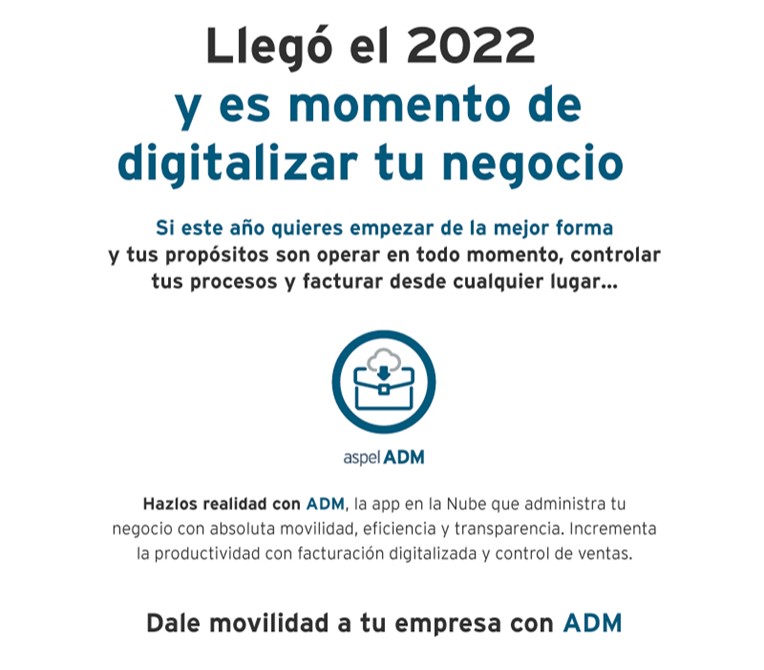 Llegó el 2022
y es momento de
digitalizar tu negocio
Si este año quieres empezar de la mejor forma
y tus propósitos son operar en todo momento, controlar
tus procesos y facturar desde cualquier lugar...
aspel ADM
Hazlos realidad con ADM, la app en la Nube que administra tu
negocio con absoluta movilidad, eficiencia y transparencia. Incrementa
la productividad con facturación digitalizada y control de ventas.
Dale movilidad a tu empresa con ADM